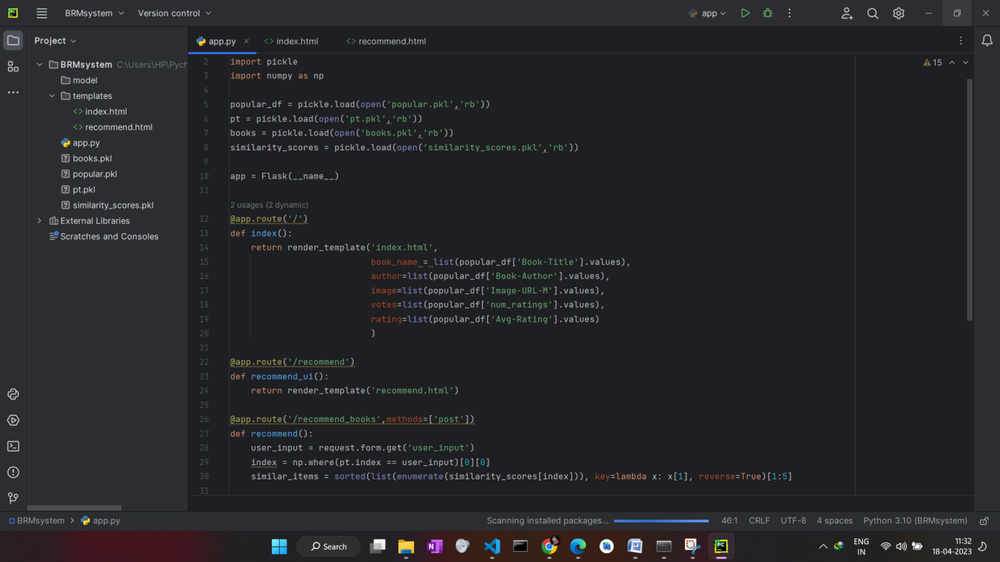 BRMsystem Version control app
Project
app.py index.html recommend.html
BRMsystem C:\Users\HP\Pych
model
templates
index.html
recommend.html
app.py
books.pkl
popular.pkl
pt.pkl
similarity_scores.pkl
External Libraries
Scratches and Consoles
15
2 import pickle
3 import numpy as np
4
5 popular_df = pickle.load(open('popular.pkl','rb'))
6 pt = pickle.load(open('pt.pkl','rb'))
7 books = pickle.load(open('books.pkl','rb'))
8 similarity_scores = pickle.load(open('similarity_scores.pkl','rb'))
9
10 app = Flask(__name__)
11
2 usages (2 dynamic)
12 @app.route('/')
13 def index():
14     return render_template('index.html',
15                            book_name = list(popular_df['Book-Title'].values),
16                            author=list(popular_df['Book-Author'].values),
17                            image=list(popular_df['Image-URL-M'].values),
18                            votes=list(popular_df['num_ratings'].values),
19                            rating=list(popular_df['Avg-Rating'].values)
20                            )
21
22 @app.route('/recommend')
23 def recommend_ui():
24     return render_template('recommend.html')
25
26 @app.route('/recommend_books',methods=['post'])
27 def recommend():
28     user_input = request.form.get('user_input')
29     index = np.where(pt.index == user_input)[0][0]
30     similar_items = sorted(list(enumerate(similarity_scores[index])), key=lambda x: x[1], reverse=True)[1:5]
31
BRMsystem > app.py Scanning installed packages... 46:1 CRLF UTF-8 4 spaces Python 3.10 (BRMsystem)
Search
ENG
IN
11:32
18-04-2023